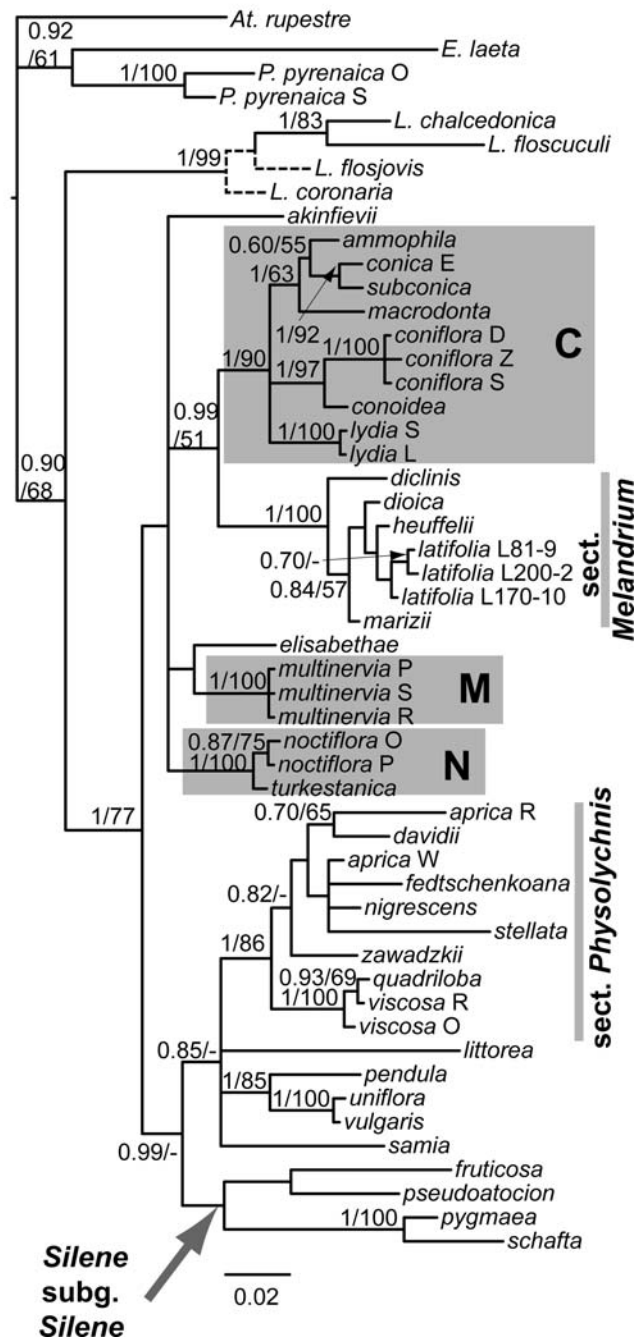 At. rupestre
0.92
/61
E. laeta
1/100
P. pyrenaica O
P. pyrenaica S
1/83
L. chalcedonica
L. floscuculi
1/99
L. flosjovis
L. coronaria
akinfievii
0.60/55
ammophila
conica E
1/63
subconica
macrodonta
1/92
coniflora D
1/100
C
1/90
1/97
coniflora Z
coniflora S
conoidea
0.99
/51
1/100
lydia S
lydia L
0.90
/68
diclinis
dioica
1/100
heuffelii
latifolia L81-9
0.70/-
latifolia L200-2
0.84/57
latifolia L170-10
marizii
sect.
Melandrium
elisabethae
multinervia P
1/100
multinervia S
M
multinervia R
0.87/75
noctiflora O
1/100
noctiflora P
N
turkestanica
1/77
0.70/65
aprica R
davidii
aprica W
0.82/-
fedtschenkoana
nigrescens
stellata
1/86
zawadzkii
0.93/69
quadriloba
1/100
viscosa R
viscosa O
sect. Physolychnis
0.85/-
littorea
1/85
pendula
1/100
uniflora
vulgaris
0.99/-
samia
fruticosa
pseudoatocion
1/100
pygmaea
schafta
Silene
subg.
Silene
0.02